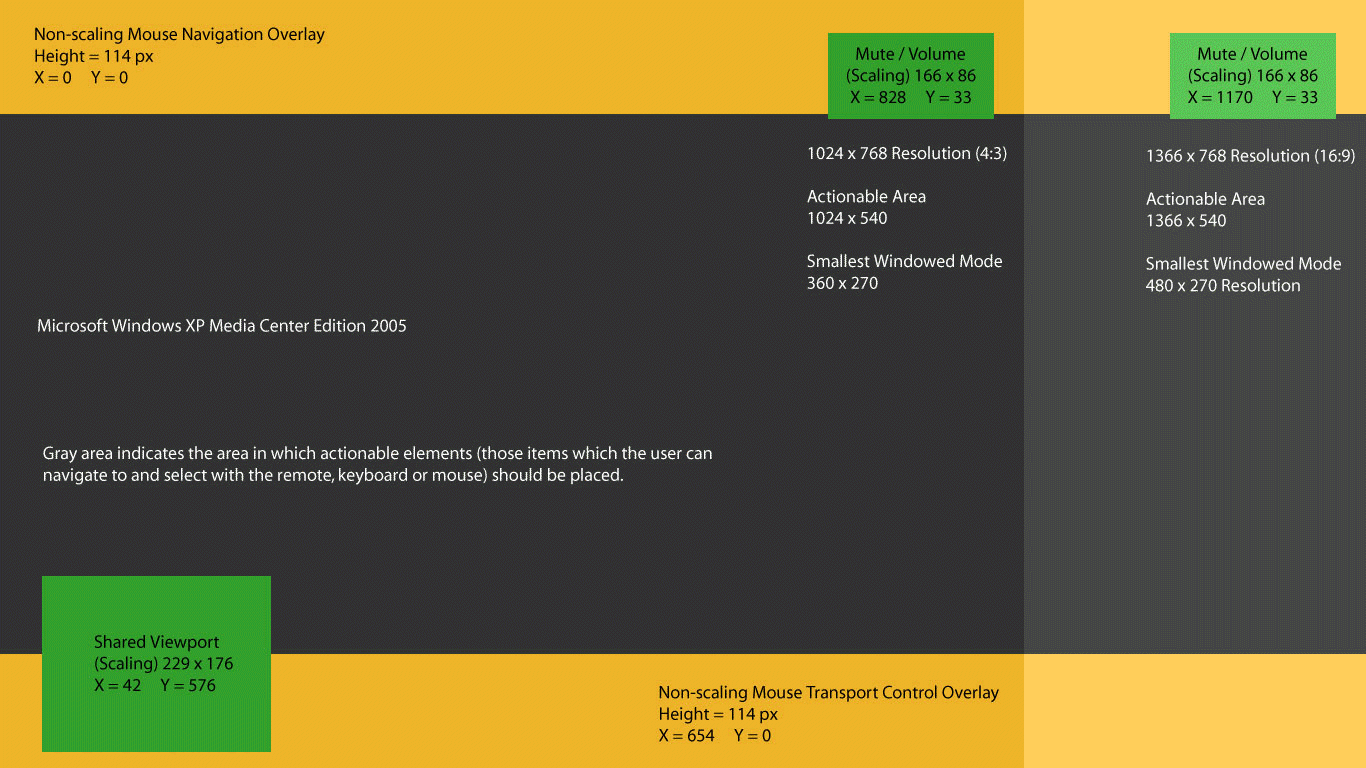 Non-scaling Mouse Navigation Overlay
Height = 114 px
X = 0 Y = 0
Mute / Volume
(Scaling) 166 x 86
X = 828 Y = 33
Mute / Volume
(Scaling) 166 x 86
X = 1170 Y = 33
1024 x 768 Resolution (4:3)
Actionable Area
1024 x 540
Smallest Windowed Mode
360 x 270
1366 x 768 Resolution (16:9)
Actionable Area
1366 x 540
Smallest Windowed Mode
480 x 270 Resolution
Microsoft Windows XP Media Center Edition 2005
Gray area indicates the area in which actionable elements (those items which the user can
navigate to and select with the remote, keyboard or mouse) should be placed.
Shared Viewport
(Scaling) 229 x 176
X = 42 Y = 576
Non-scaling Mouse Transport Control Overlay
Height = 114 px
X = 654 Y = 0